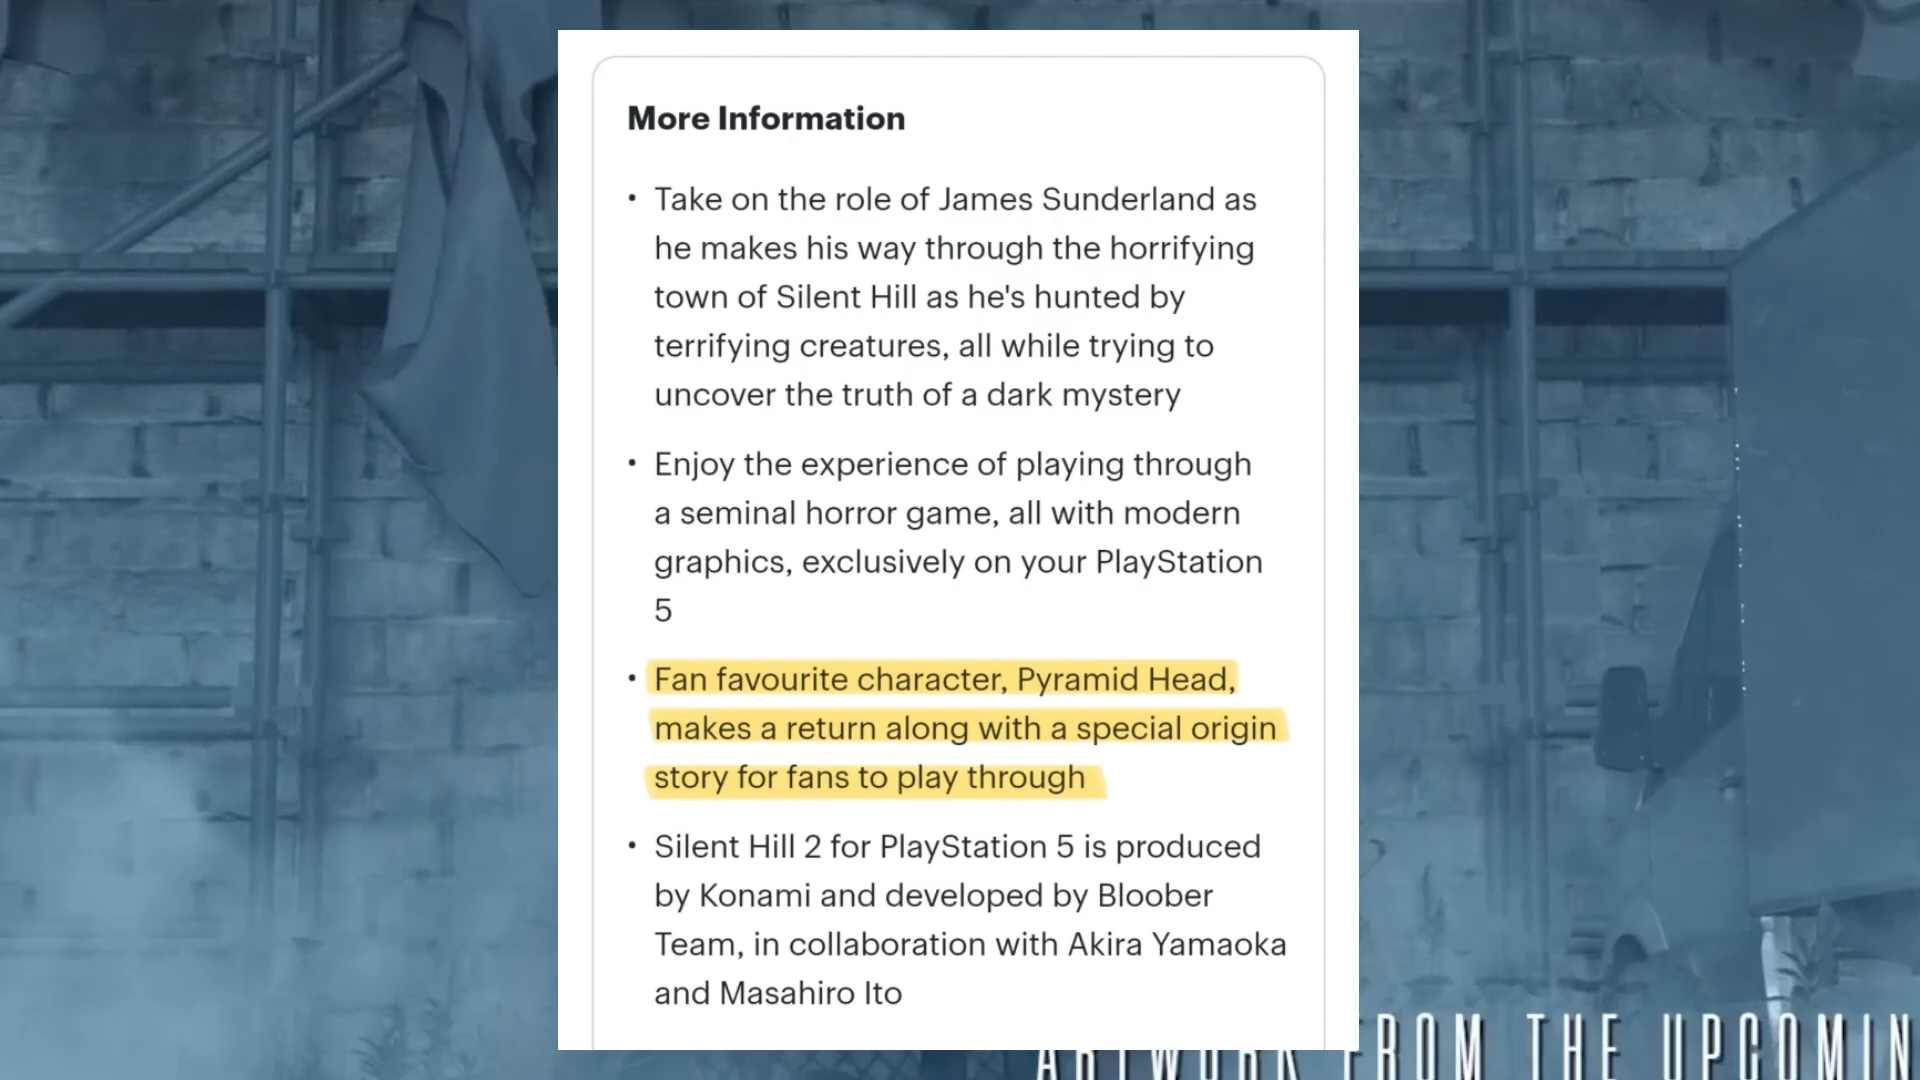 More Information
• Take on the role of James Sunderland as
he makes his way through the horrifying
town of Silent Hill as he's hunted by
terrifying creatures, all while trying to
uncover the truth of a dark mystery
• Enjoy the experience of playing through
a seminal horror game, all with modern
graphics, exclusively on your PlayStation
5
• Fan favourite character, Pyramid Head,
makes a return along with a special origin
story for fans to play through
• Silent Hill 2 for PlayStation 5 is produced
by Konami and developed by Bloober
Team, in collaboration with Akira Yamaoka
and Masahiro Ito
ARTWORK FROM THE UPCOMIN